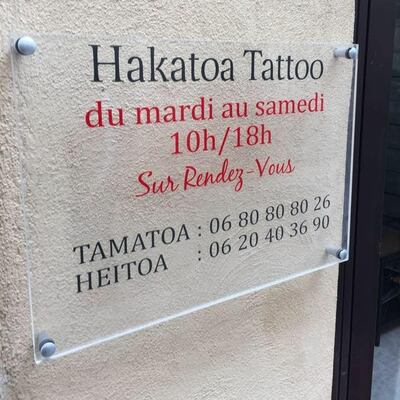 Hakatoa Tattoo
du mardi au samedi
10h/18h
Sur Rendez-Vous
TAMATOA : 06 80 80 80 26
HEITOA : 06 20 40 36 90